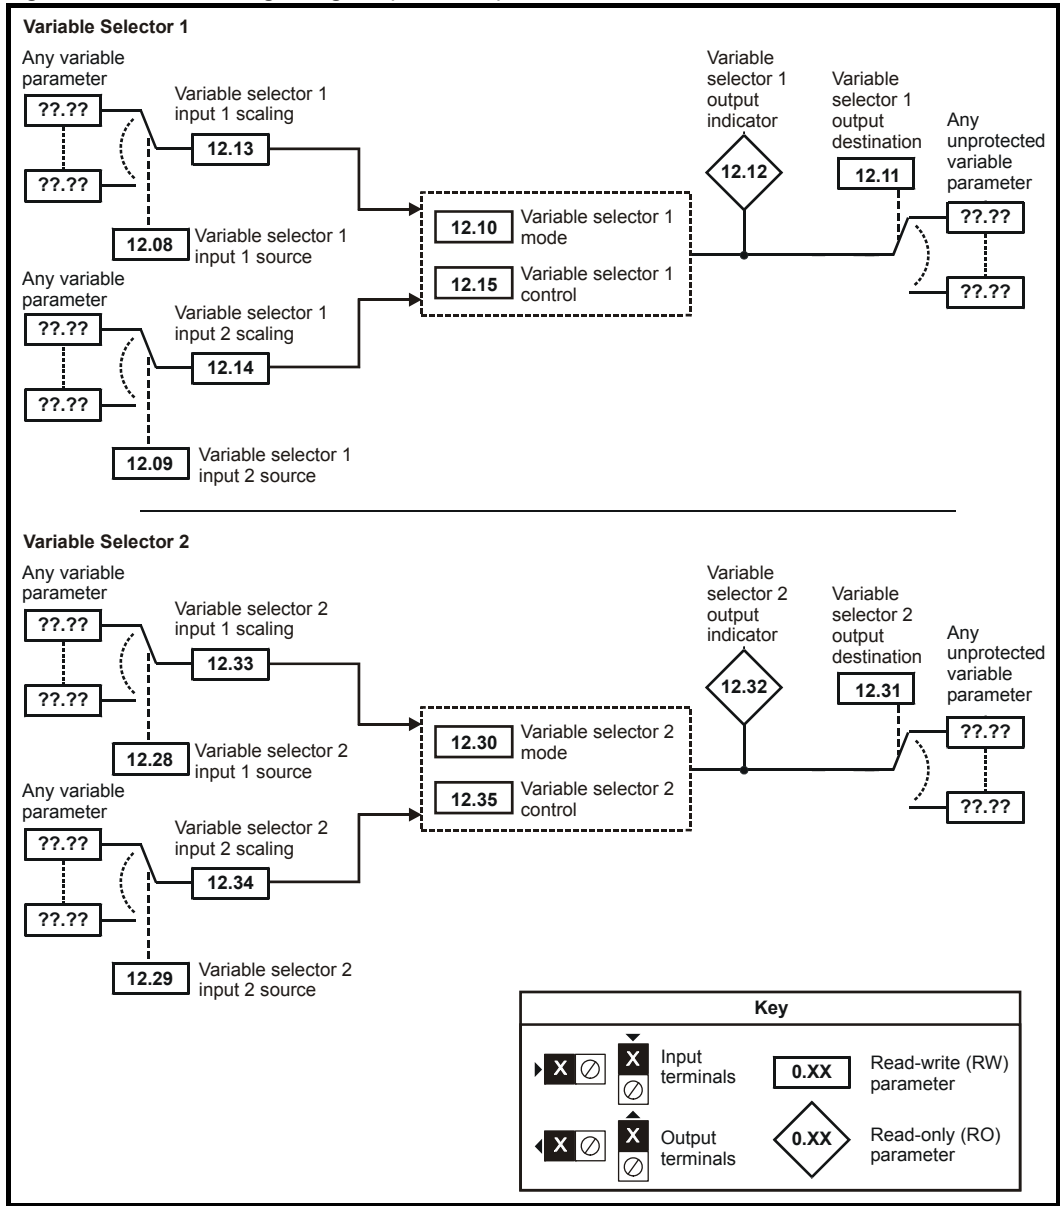 Variable Selector 1
Any variable
parameter
??.??
??.??
Variable selector 1
input 1 scaling
12.13
12.08
Variable selector 1
input 1 source
Any variable
parameter
??.??
??.??
Variable selector 1
input 2 scaling
12.14
12.09
Variable selector 1
input 2 source
12.10
Variable selector 1
mode
12.15
Variable selector 1
control
Variable
selector 1
output
indicator
12.12
Variable
selector 1
output
destination
12.11
Any
unprotected
variable
parameter
??.??
??.??
Variable Selector 2
Any variable
parameter
??.??
??.??
Variable selector 2
input 1 scaling
12.33
12.28
Variable selector 2
input 1 source
Any variable
parameter
??.??
??.??
Variable selector 2
input 2 scaling
12.34
12.29
Variable selector 2
input 2 source
12.30
Variable selector 2
mode
12.35
Variable selector 2
control
Variable
selector 2
output
indicator
12.32
Variable
selector 2
output
destination
12.31
Any
unprotected
variable
parameter
??.??
??.??
Key
X
X
Input
terminals
0.XX
Read-write (RW)
parameter
X
X
Output
terminals
0.XX
Read-only (RO)
parameter